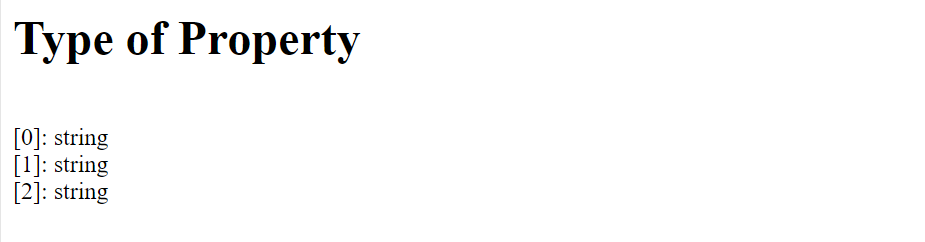 Type of Property
[0]: string
[1]: string
[2]: string